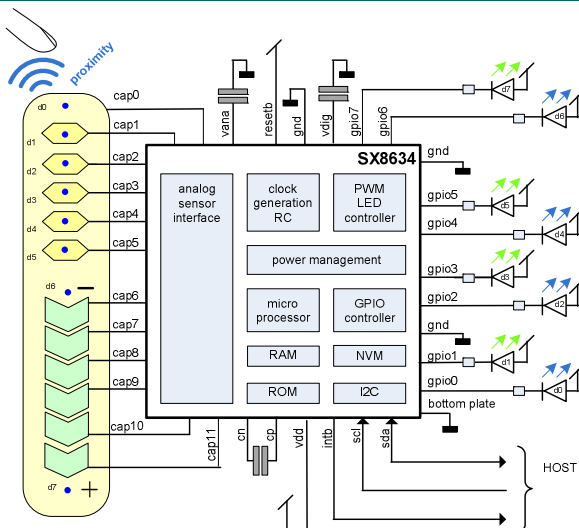 proximity
d0
d1
d2
d3
d4
d5
d6
−
d7
+
cap0
cap1
cap2
cap3
cap4
cap5
cap6
cap7
cap8
cap9
cap10
cap11
vana
resetb
gnd
vdig
gpio7
gpio6
SX8634
analog
sensor
interface
clock
generation
RC
PWM
LED
controller
power management
micro
processor
GPIO
controller
RAM
NVM
ROM
I2C
gnd
gpio5
gpio4
gpio3
gpio2
gnd
gpio1
gpio0
bottom plate
d7
d6
d5
d4
d3
d2
d1
d0
cn
cp
vdd
intb
scl
sda
HOST